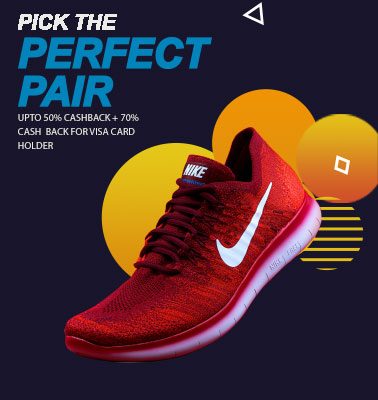 PICK THE
PERFECT
PAIR
UPTO 50% CASHBACK + 70%
CASH BACK FOR VISA CARD
HOLDER
NIKE